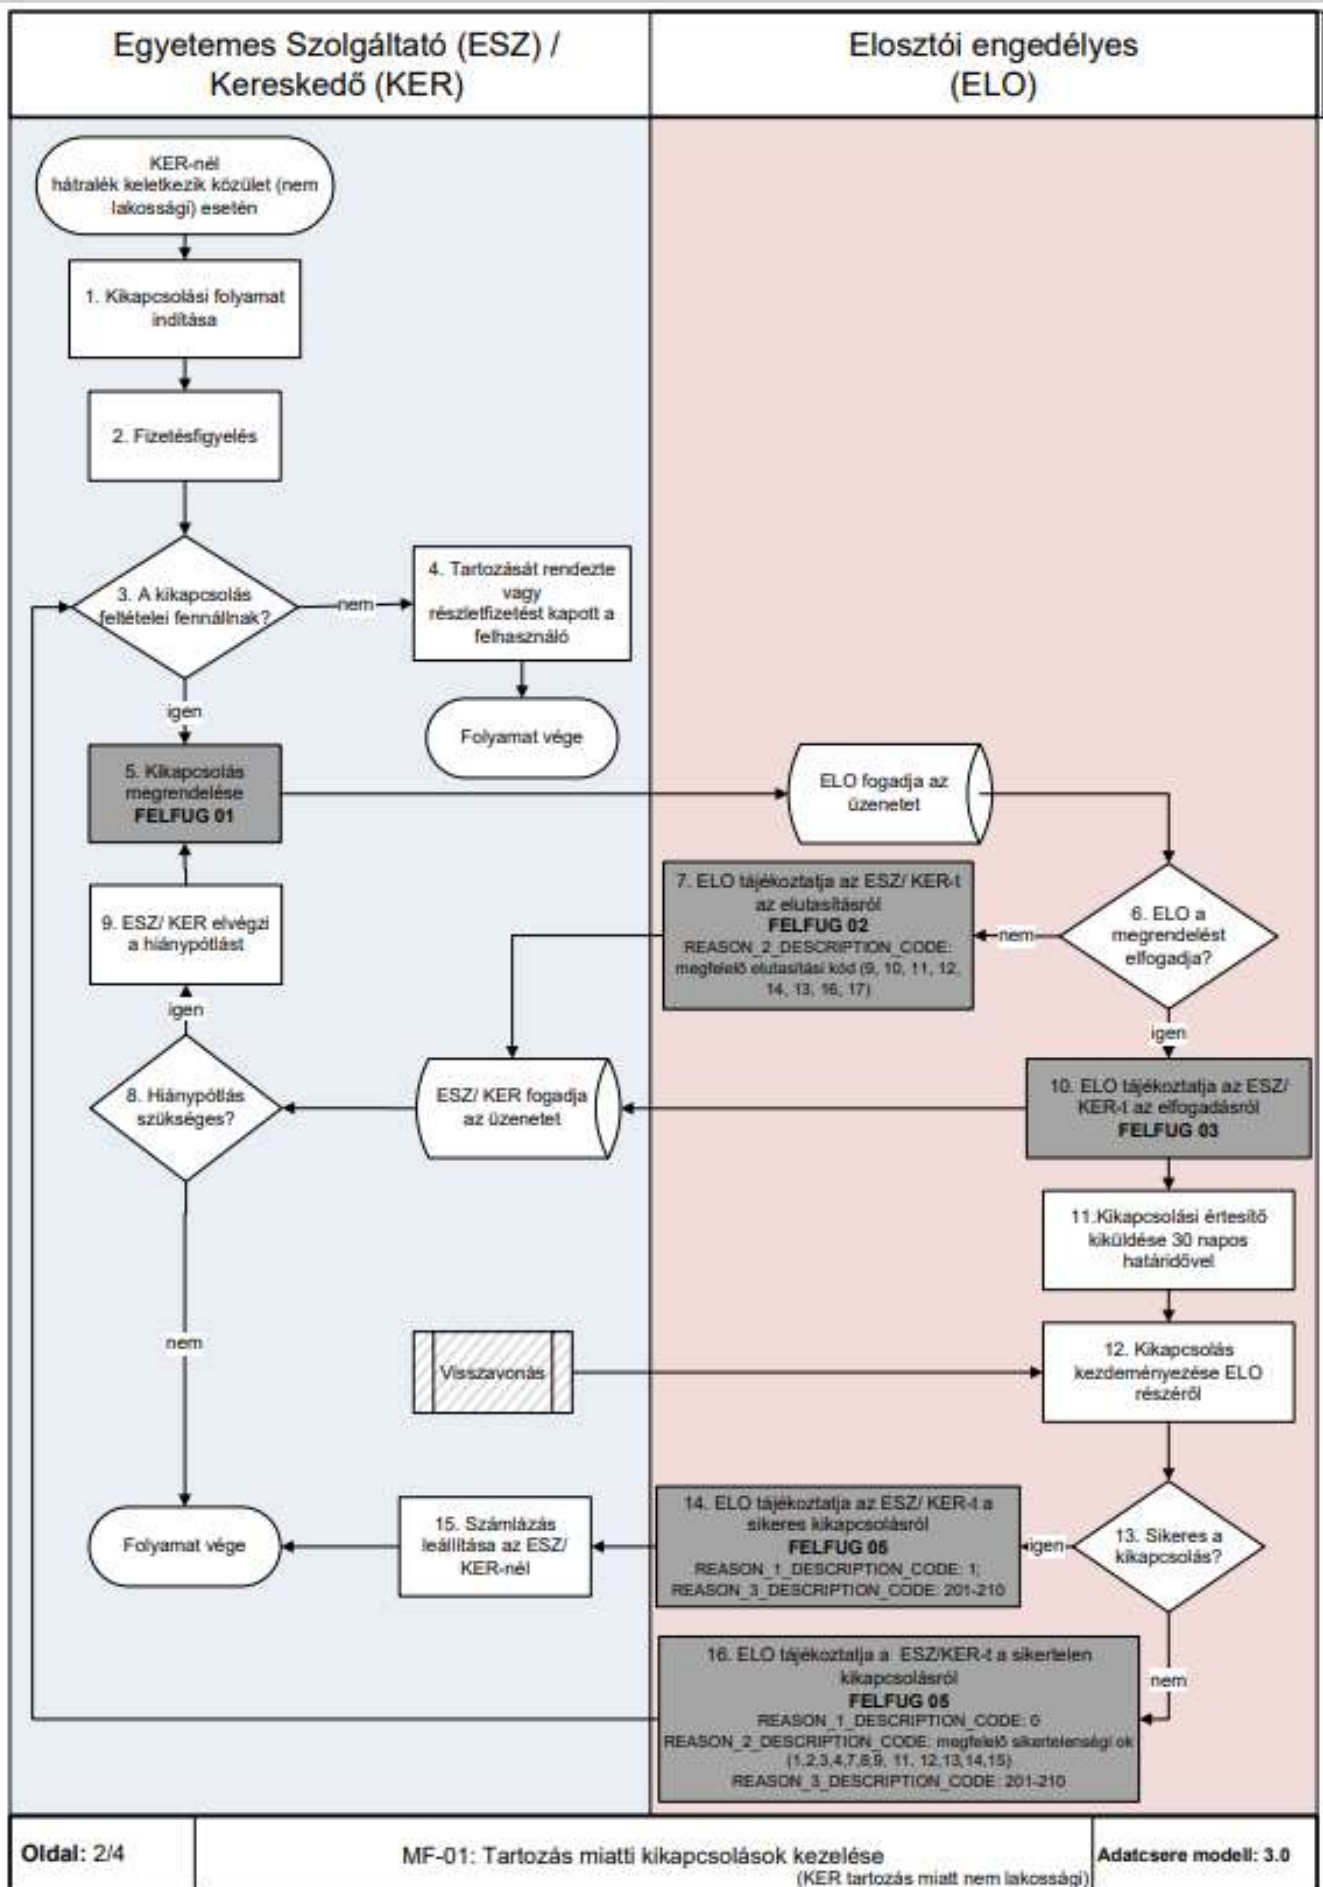 Egyetemes Szolgáltató (ESZ) /
Kereskedő (KER)
Elosztói engedélyes
(ELO)
KER-nél
hátralék keletkezik közület (nem
lakossági) esetén
1. Kikapcsolási folyamat
indítása
2. Fizetésfigyelés
3. A kikapcsolás
feltételei fennállnak?
nem
4. Tartozását rendezte
vagy
részletfizetést kapott a
felhasználó
igen
Folyamat vége
5. Kikapcsolás
megrendelése
FELFUG 01
ELO fogadja az
üzenetet
6. ELO a
megrendelést
elfogadja?
nem
7. ELO tájékoztatja az ESZ/ KER-t
az elutasításról
FELFUG 02
REASON_2_DESCRIPTION_CODE:
megfelelő elutasítási kód (9, 10, 11, 12,
14, 13, 16, 17)
9. ESZ/ KER elvégzi
a hiánypótlást
igen
igen
8. Hiánypótlás
szükséges?
ESZ/ KER fogadja
az üzenetet
10. ELO tájékoztatja az ESZ/
KER-t az elfogadásról
FELFUG 03
11.Kikapcsolási értesítő
kiküldése 30 napos
határidővel
nem
Visszavonás
12. Kikapcsolás
kezdeményezése ELO
részéről
13. Sikeres a
kikapcsolás?
igen
14. ELO tájékoztatja az ESZ/ KER-t a
sikeres kikapcsolásról
FELFUG 05
REASON_1_DESCRIPTION_CODE: 1;
REASON_3_DESCRIPTION_CODE: 201-210
15. Számlázás
leállítása az ESZ/
KER-nél
Folyamat vége
nem
16. ELO tájékoztatja a ESZ/KER-t a sikertelen
kikapcsolásról
FELFUG 05
REASON_1_DESCRIPTION_CODE: 0
REASON_2_DESCRIPTION_CODE: megfelelő sikertelenségi ok
(1,2,3,4,7,8,9, 11, 12,13,14,15)
REASON_3_DESCRIPTION_CODE: 201-210
Oldal: 2/4
MF-01: Tartozás miatti kikapcsolások kezelése
(KER tartozás miatt nem lakossági)
Adatcsere modell: 3.0